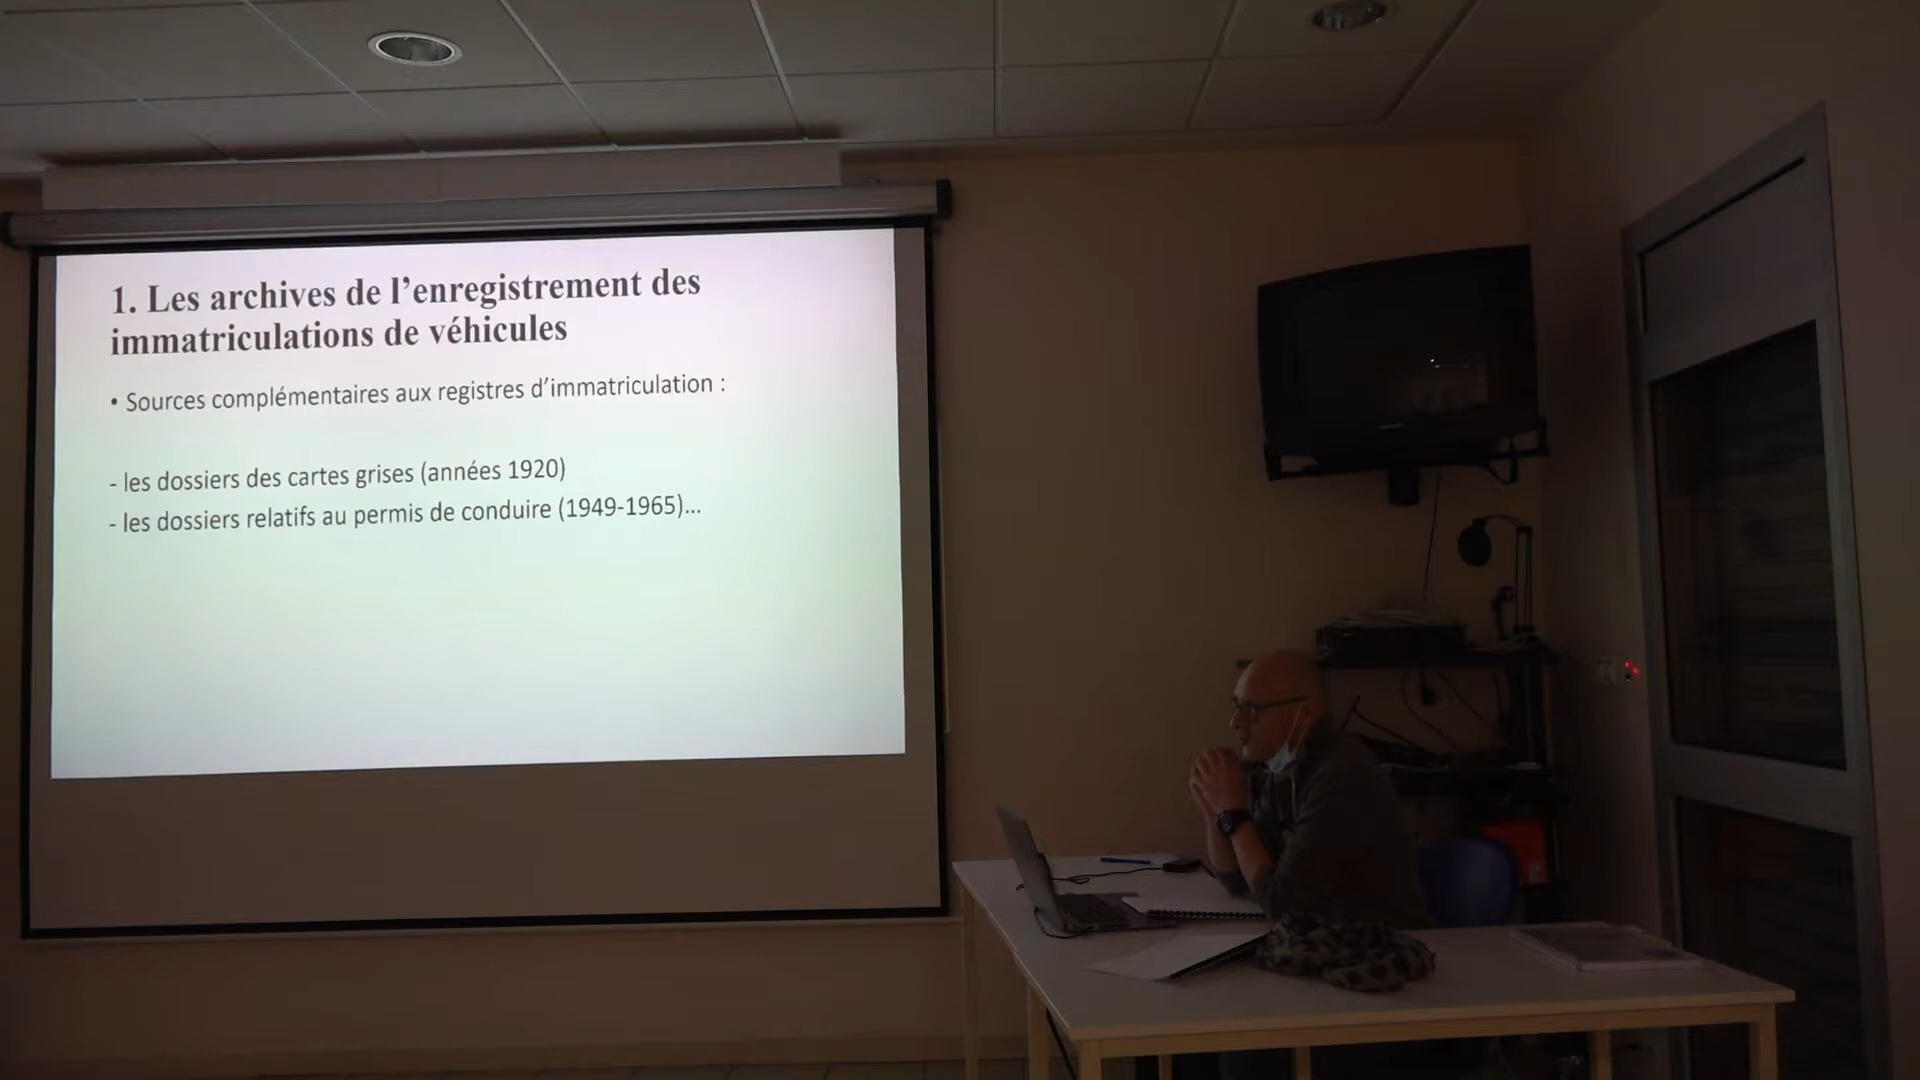 1. Les archives de l’enregistrement des
immatriculations de véhicules
• Sources complémentaires aux registres d’immatriculation :
- les dossiers des cartes grises (années 1920)
- les dossiers relatifs au permis de conduire (1949-1965)...